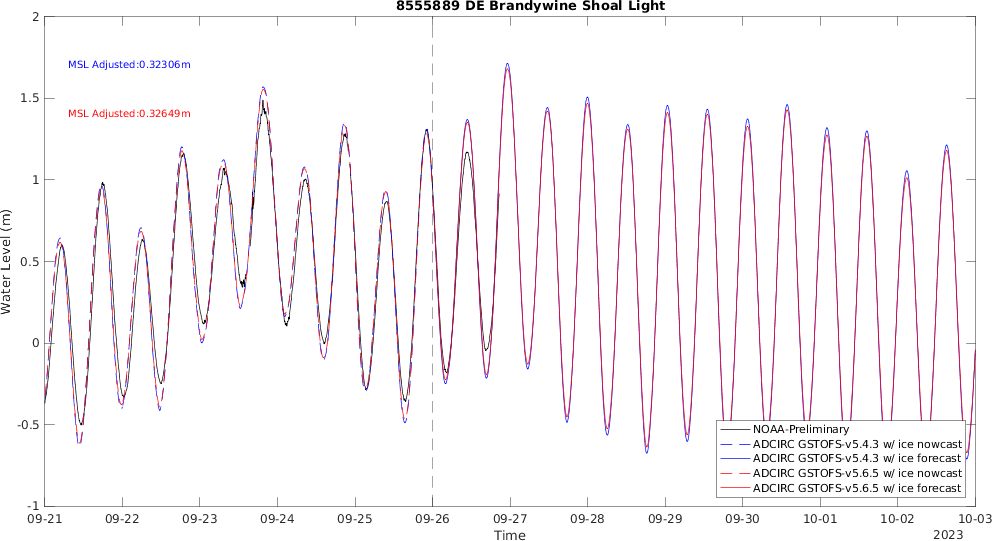 8555889 DE Brandywine Shoal Light
2
MSL Adjusted:0.32306m
1.5
MSL Adjusted:0.32649m
1
Water Level (m)
0.5
0
-0.5
-1
NOAA-Preliminary
ADCIRC GSTOFS-v5.4.3 w/ ice nowcast
ADCIRC GSTOFS-v5.4.3 w/ ice forecast
ADCIRC GSTOFS-v5.6.5 w/ ice nowcast
ADCIRC GSTOFS-v5.6.5 w/ ice forecast
09-21 09-22 09-23 09-24 09-25 09-26 09-27 09-28 09-29 09-30 10-01 10-02 10-03
Time
2023